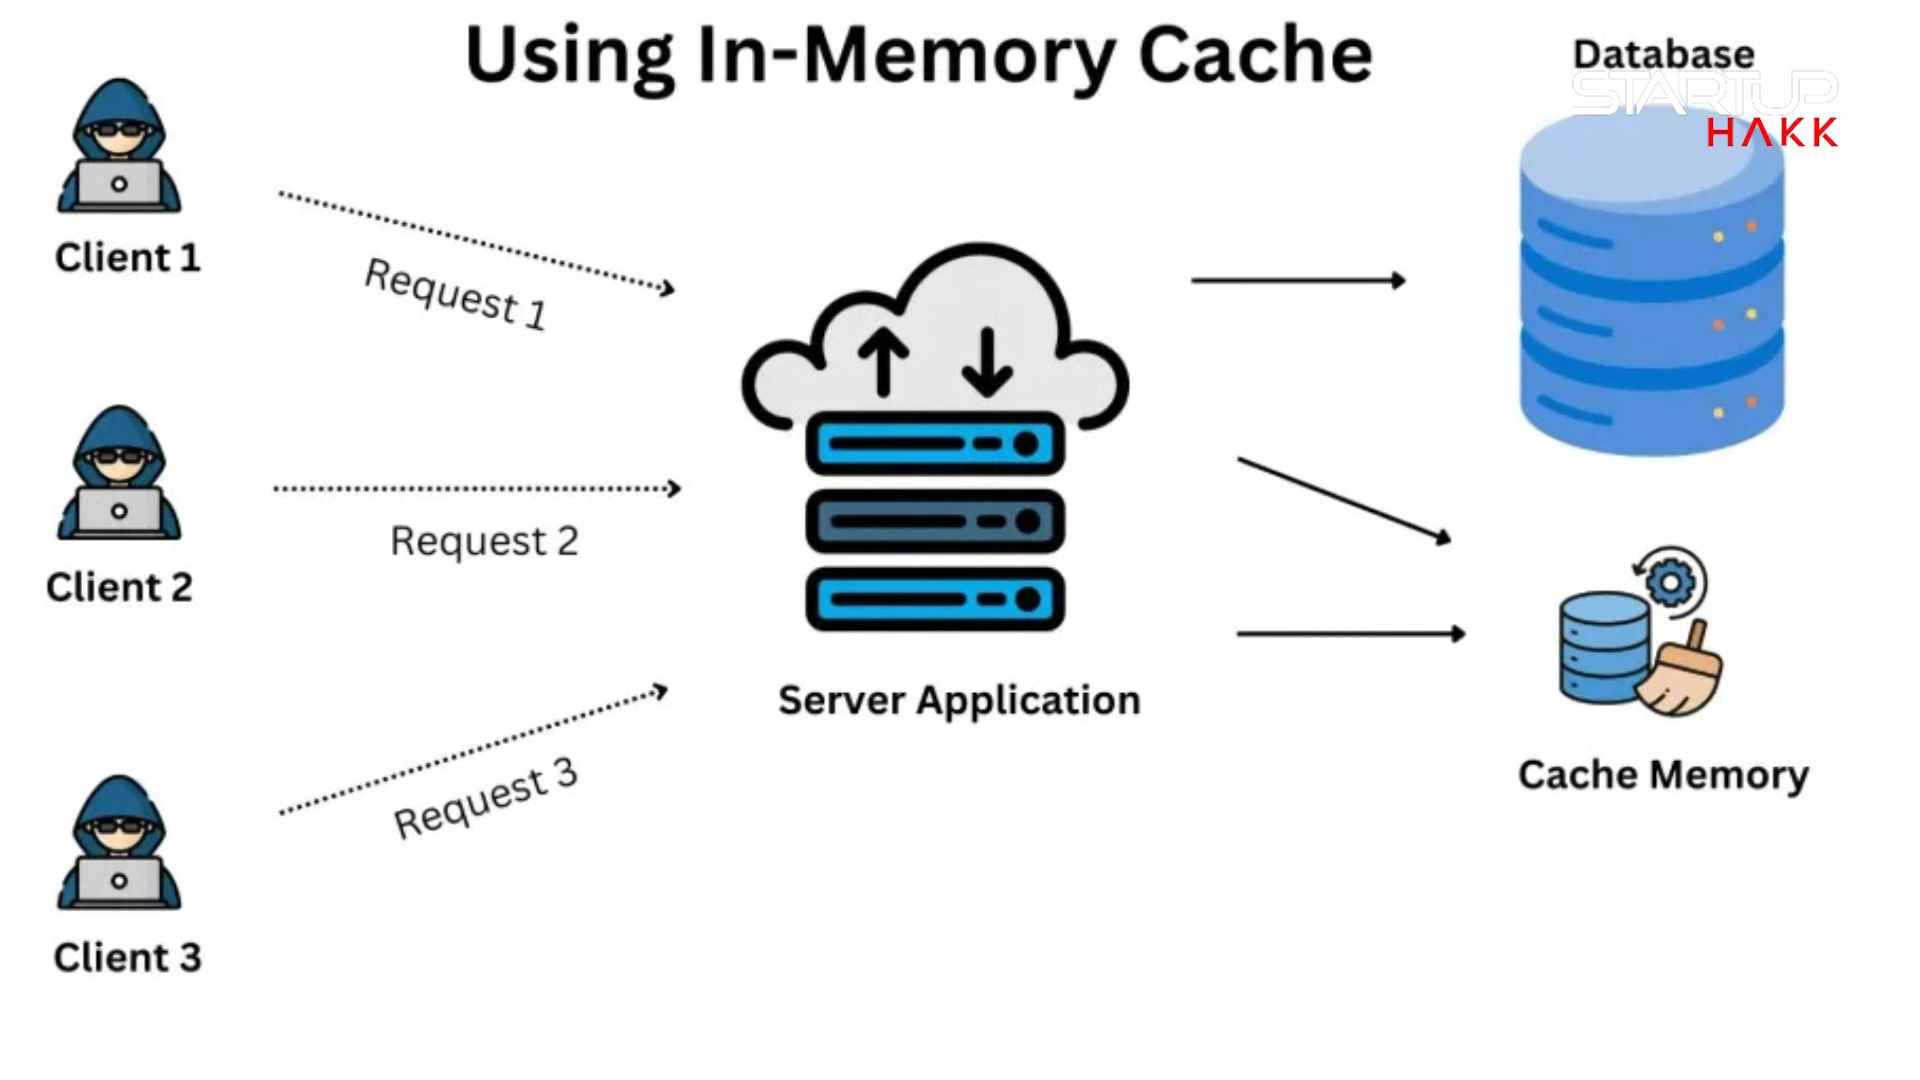 Using In-Memory Cache
Database
STARTUP
HAKK
Client 1
Request 1
Client 2
Request 2
Server Application
Request 3
Cache Memory
Client 3